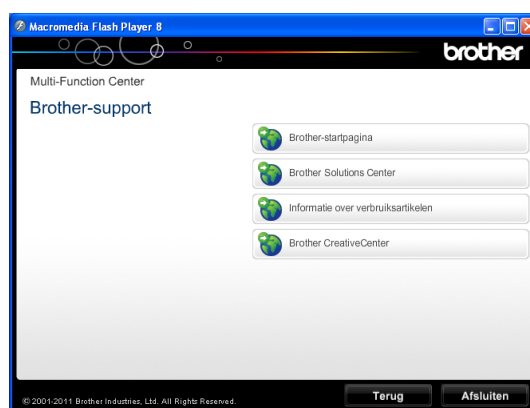 Macromedia Flash Player 8
brother
Multi-Function Center
Brother-support
Brother-startpagina
Brother Solutions Center
Informatie over verbruiksartikelen
Brother CreativeCenter
© 2001-2011 Brother Industries, Ltd. All Rights Reserved.
Terug
Afsluiten